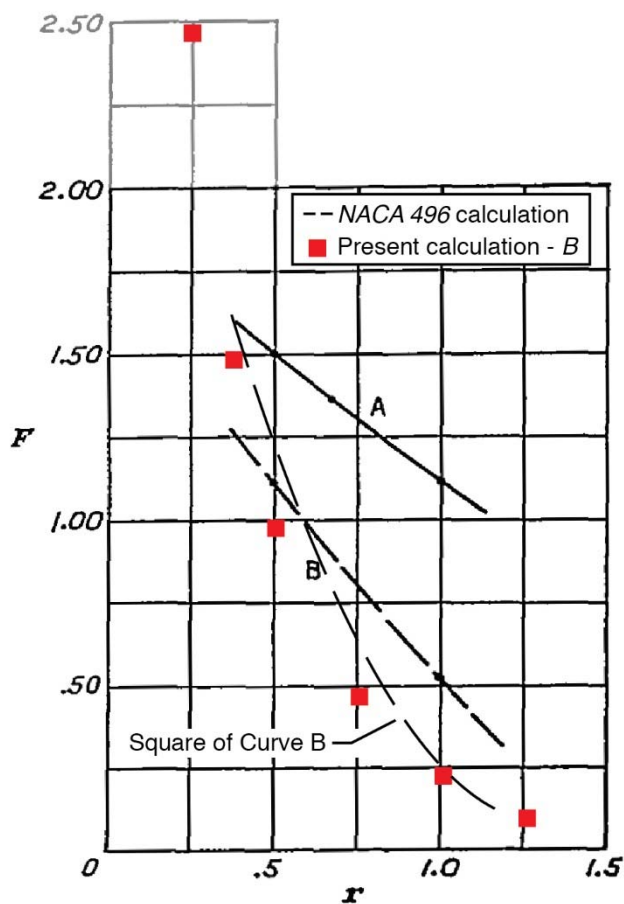 2.50
2.00
-- NACA 496 calculation
Present calculation - B
1.50
A
F
1.00
B
.50
Square of Curve B
0
.5
1.0
1.5
r